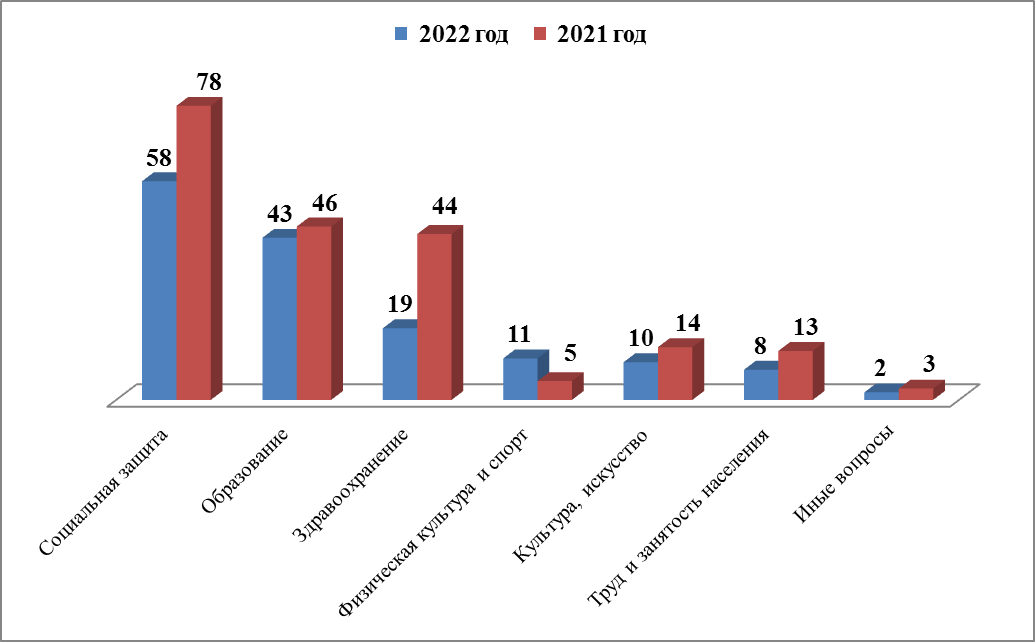 2022 год 2021 год
58 78
43 46
19 44
11 5
10 14
8 13
2 3
Социальная защита
Образование
Здравоохранение
Физическая культура и спорт
Культура, искусство
Труд и занятость населения
Иные вопросы